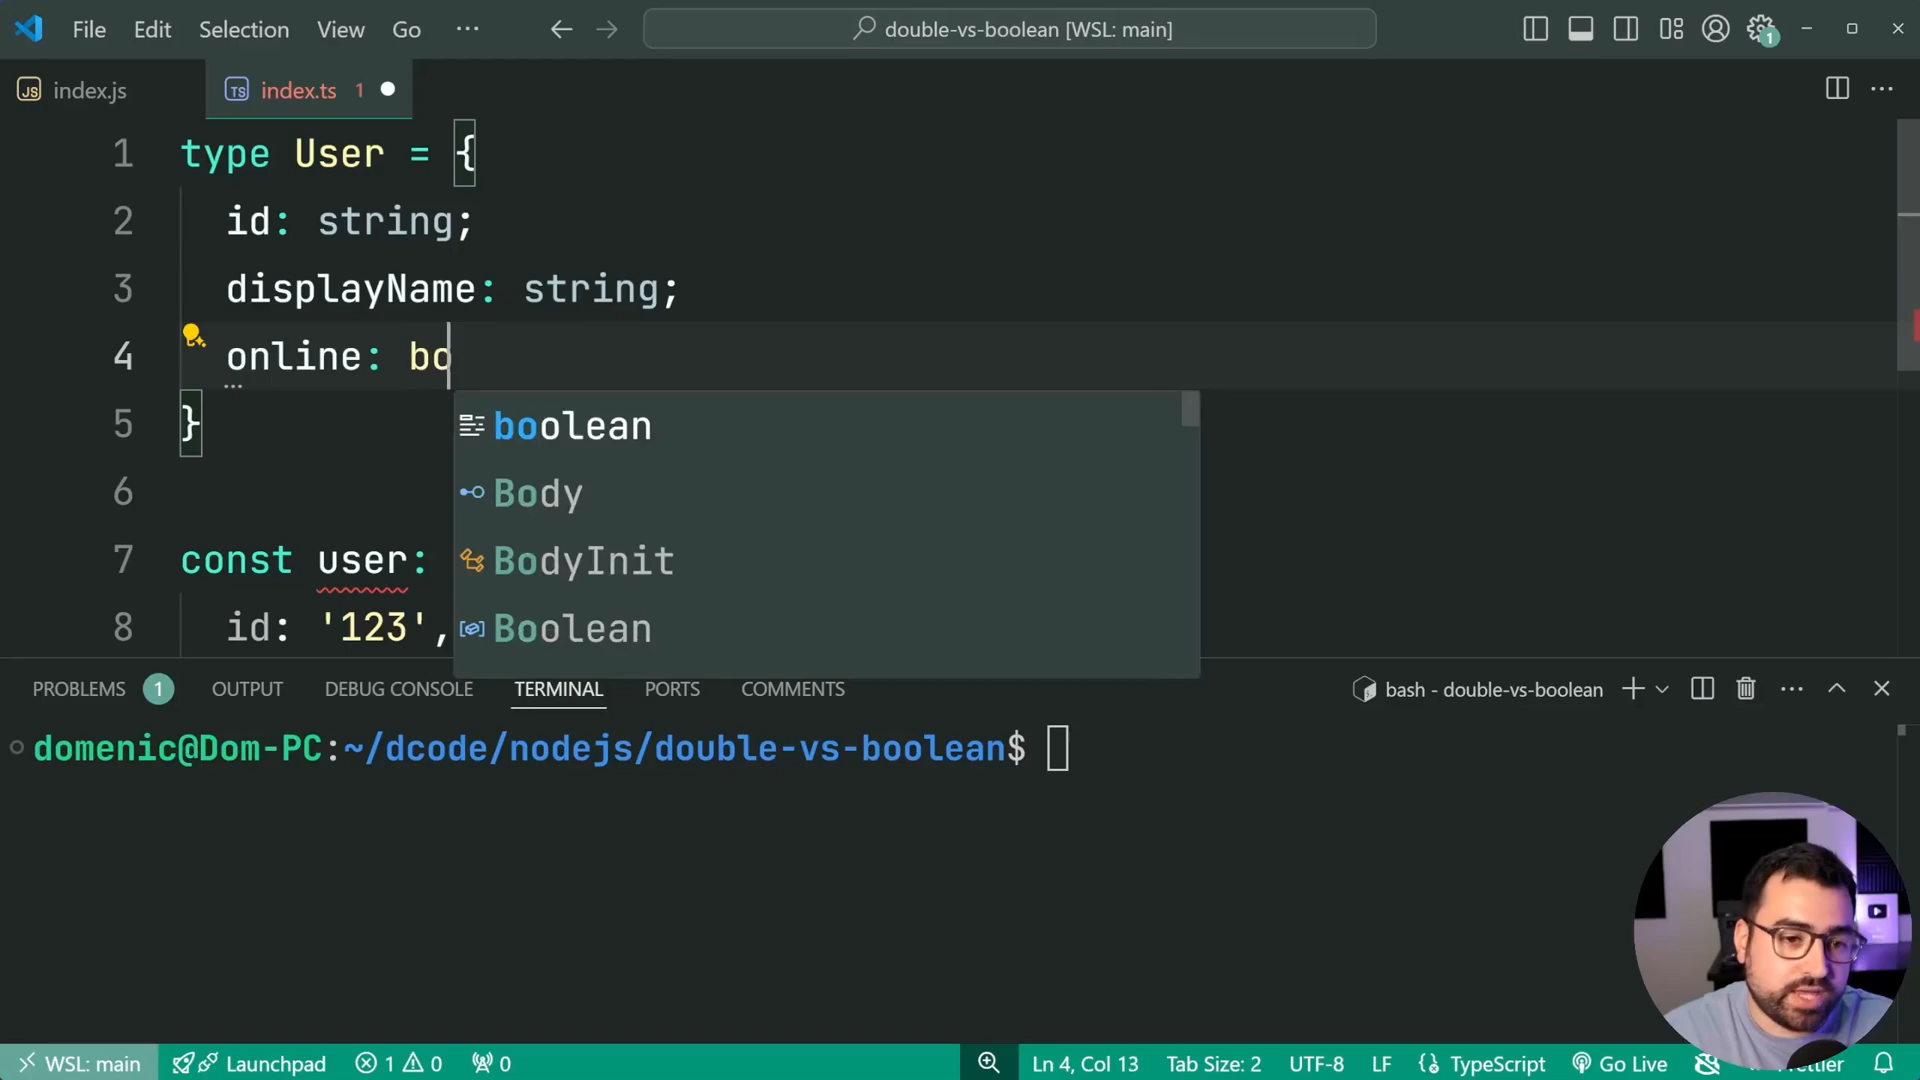 File Edit Selection View Go ··· double-vs-boolean [WSL: main] 1
JS index.js TS index.ts 1
1 type User = {
2 id: string;
3 displayName: string;
4 online: bo
5 }
6
7 const user:
8 id: '123',
boolean
Body
BodyInit
Boolean
PROBLEMS 1 OUTPUT DEBUG CONSOLE TERMINAL PORTS COMMENTS bash - double-vs-boolean
domenic@Dom-PC:~/dcode/nodejs/double-vs-boolean$
WSL: main Launchpad 1 0 0 Ln 4, Col 13 Tab Size: 2 UTF-8 LF {} TypeScript Go Live